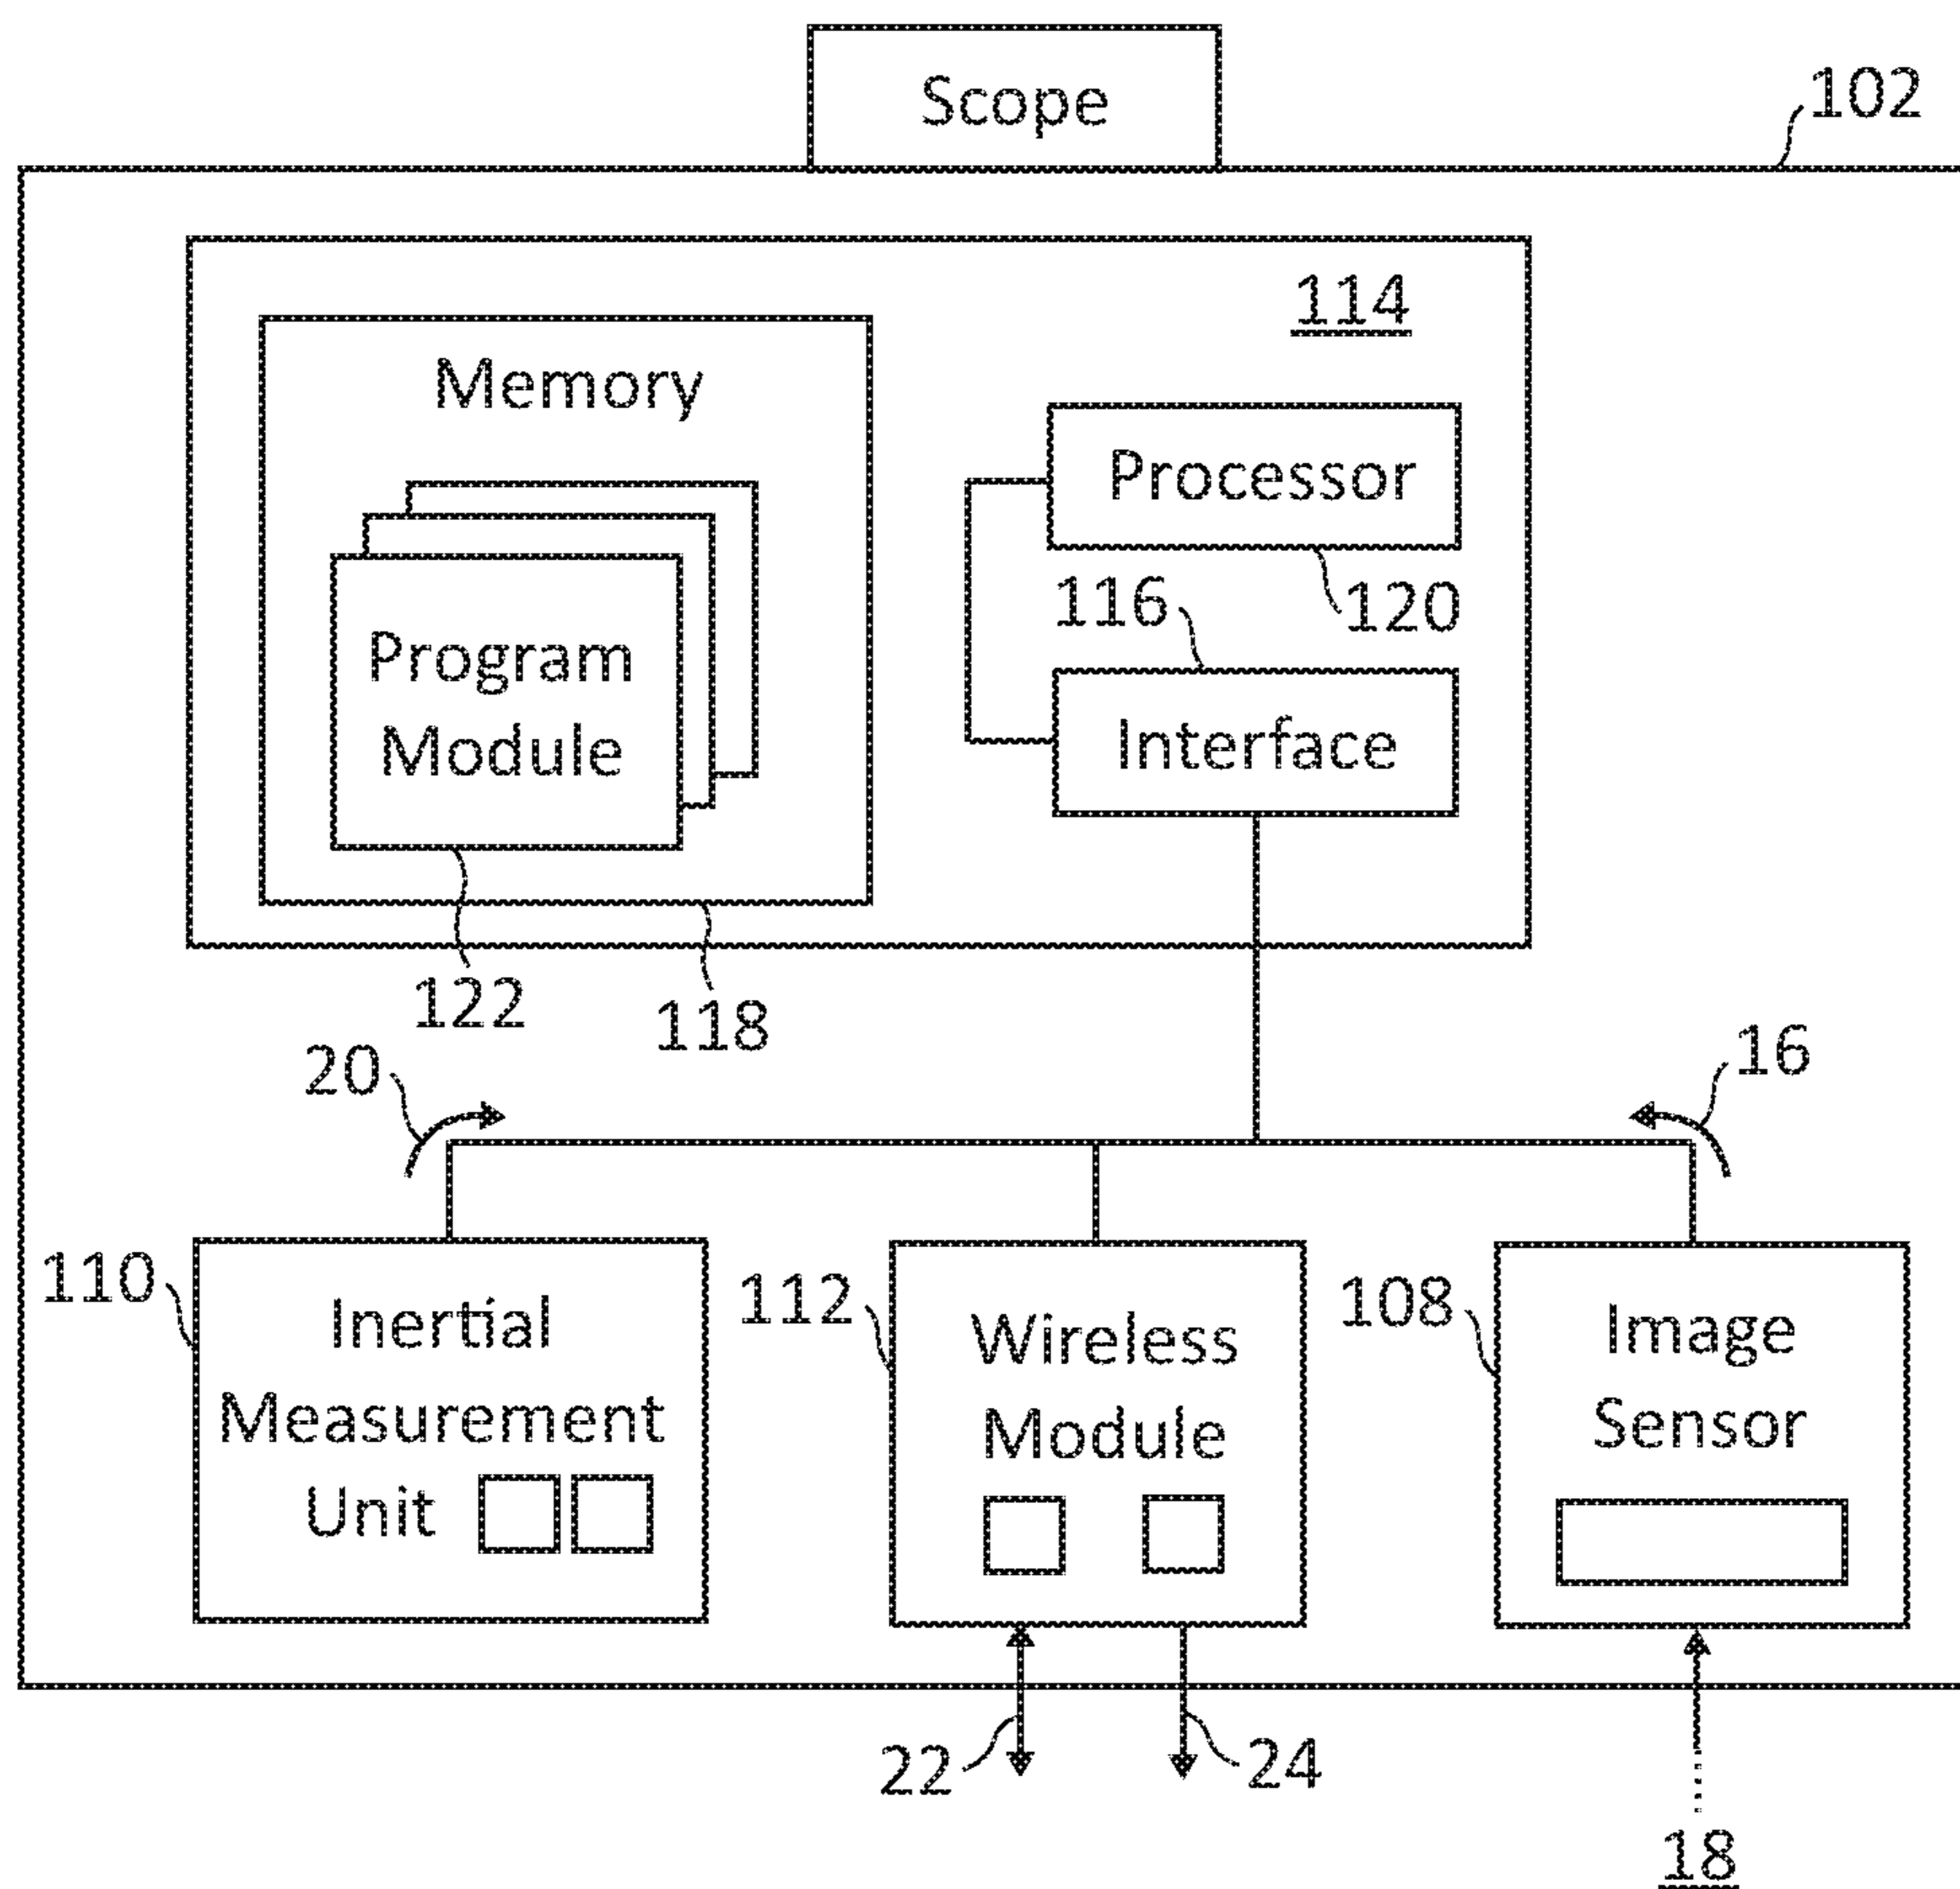 Scope
102
114
Memory
Processor
120
116
Program
Module
Interface
122
118
20
16
110
Inertial
Measurement
Unit
112
Wireless
Module
108
Image
Sensor
22
24
18